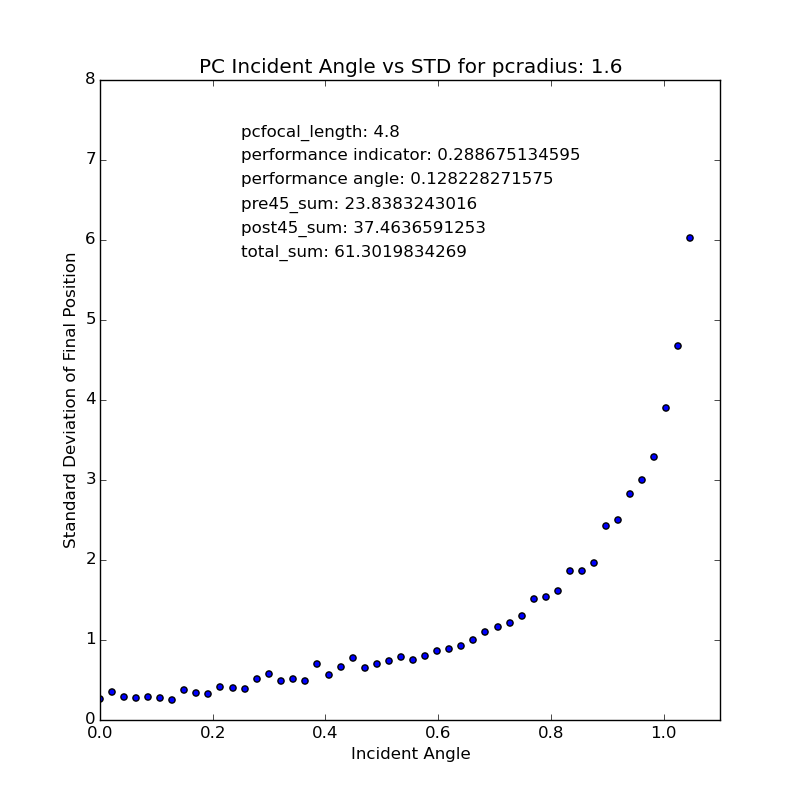 PC Incident Angle vs STD for pcradius: 1.6
8
7
6
5
4
3
2
1
0
Standard Deviation of Final Position
pcfocal_length: 4.8
performance indicator: 0.288675134595
performance angle: 0.128228271575
pre45_sum: 23.8383243016
post45_sum: 37.4636591253
total_sum: 61.3019834269
0.0 0.2 0.4 0.6 0.8 1.0
Incident Angle